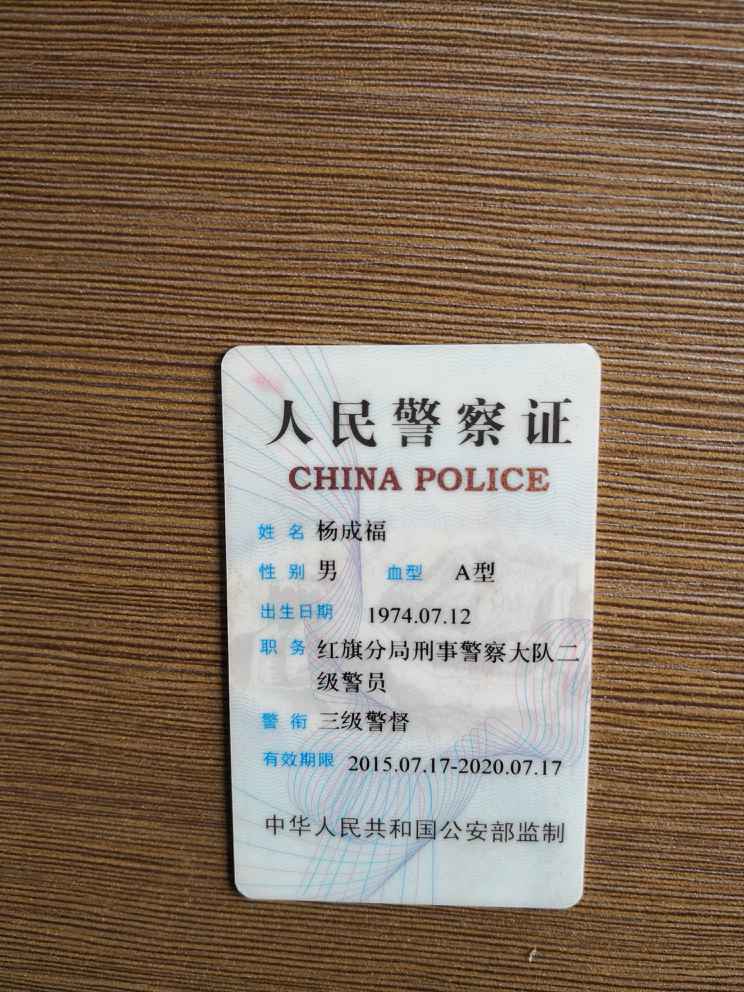 人民警察证
CHINA POLICE
姓名 杨成福
性别 男 血型 A型
出生日期 1974.07.12
职务 红旗分局刑事警察大队二
级警员
警衔 三级警督
有效期限 2015.07.17-2020.07.17
中华人民共和国公安部监制